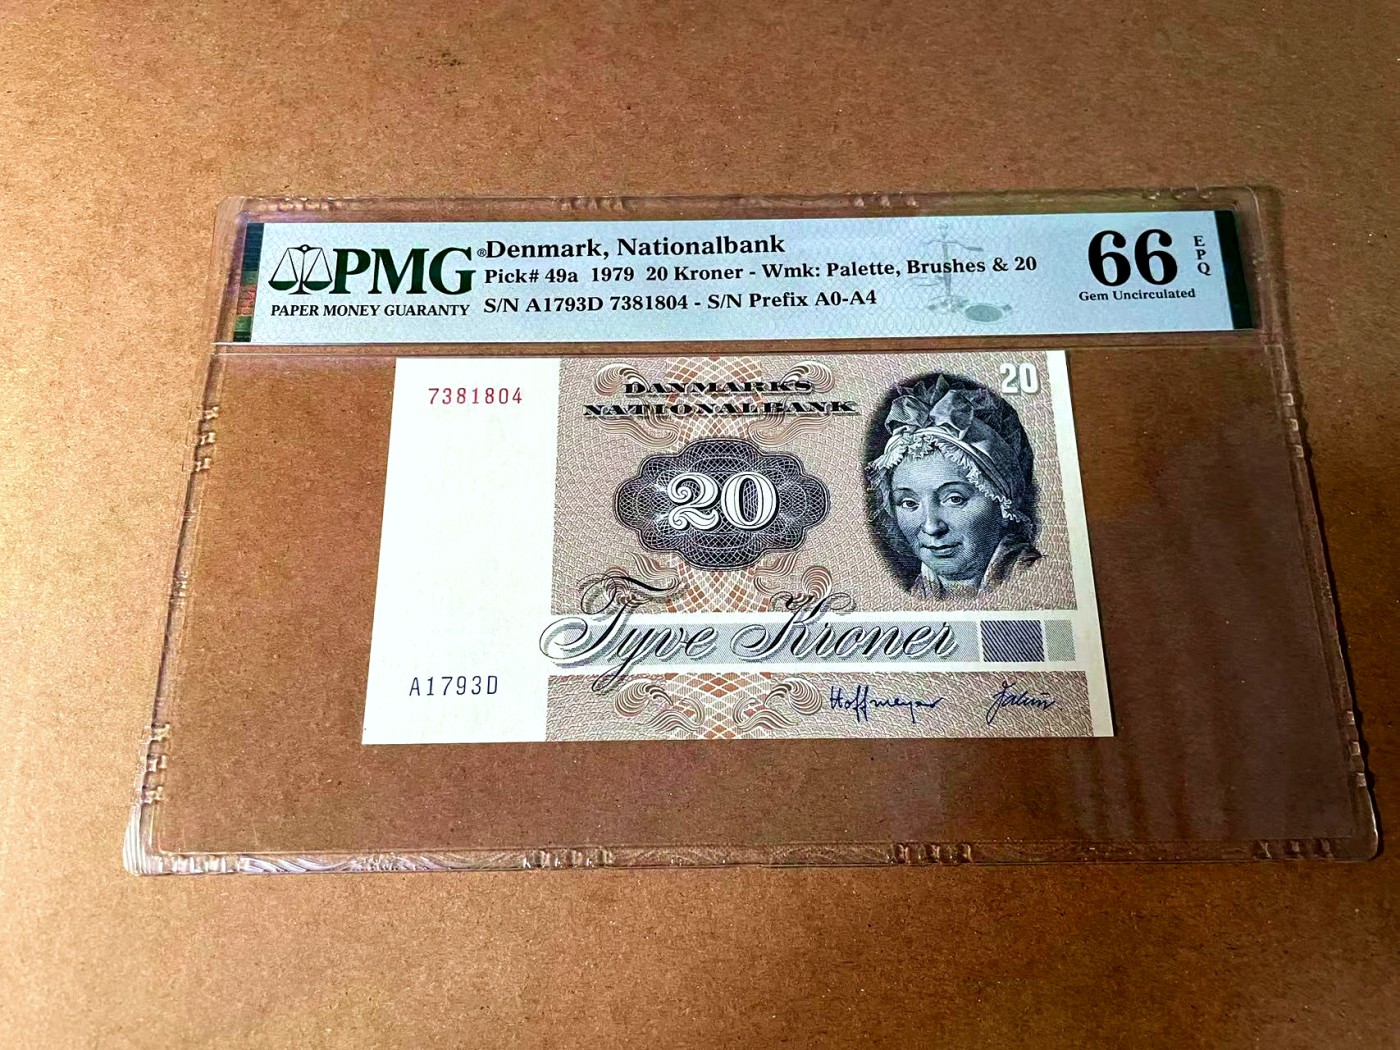 PMG®
PAPER MONEY GUARANTY
Denmark, Nationalbank
Pick# 49a 1979 20 Kroner - Wmk: Palette, Brushes & 20
S/N A1793D 7381804 - S/N Prefix A0-A4
66 EPQ
Gem Uncirculated
7381804
DANMARKS
NATIONALBANK
20
20
Tyve Kroner
A1793D
Hoffmeyer